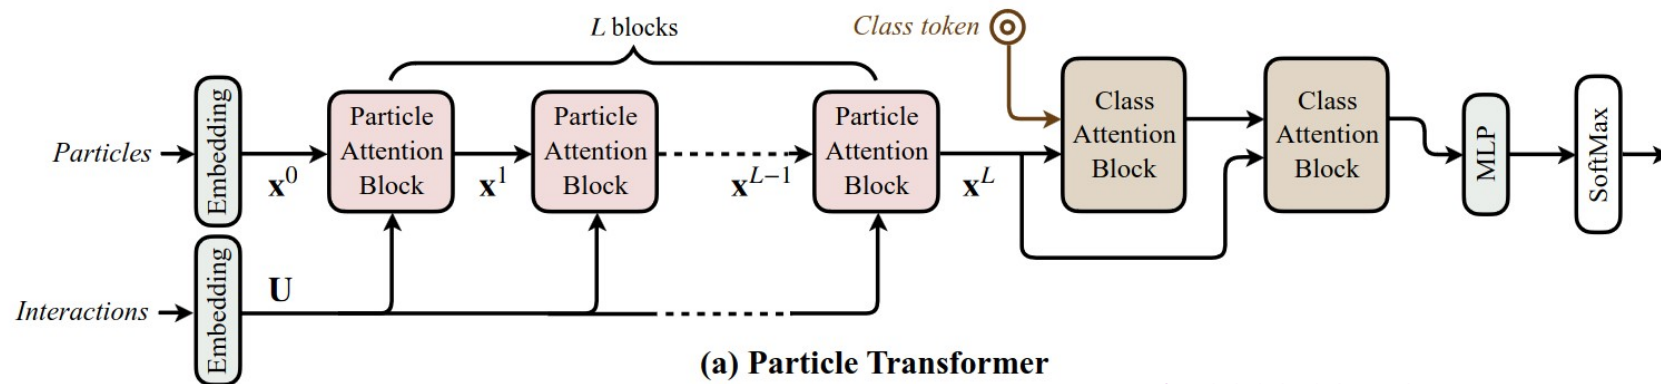 L blocks
Class token
Particles
Embedding
x⁰
Particle
Attention
Block
x¹
Particle
Attention
Block
xᴸ⁻¹
Particle
Attention
Block
xᴸ
Class
Attention
Block
Class
Attention
Block
MLP
SoftMax
Interactions
Embedding
U
(a) Particle Transformer